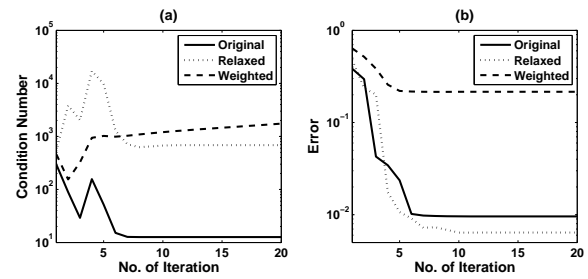 (a)
Condition Number
10^5
10^4
10^3
10^2
10^1
Original
Relaxed
Weighted
5 10 15 20
No. of Iteration
(b)
Error
10^0
10^-1
10^-2
Original
Relaxed
Weighted
5 10 15 20
No. of Iteration